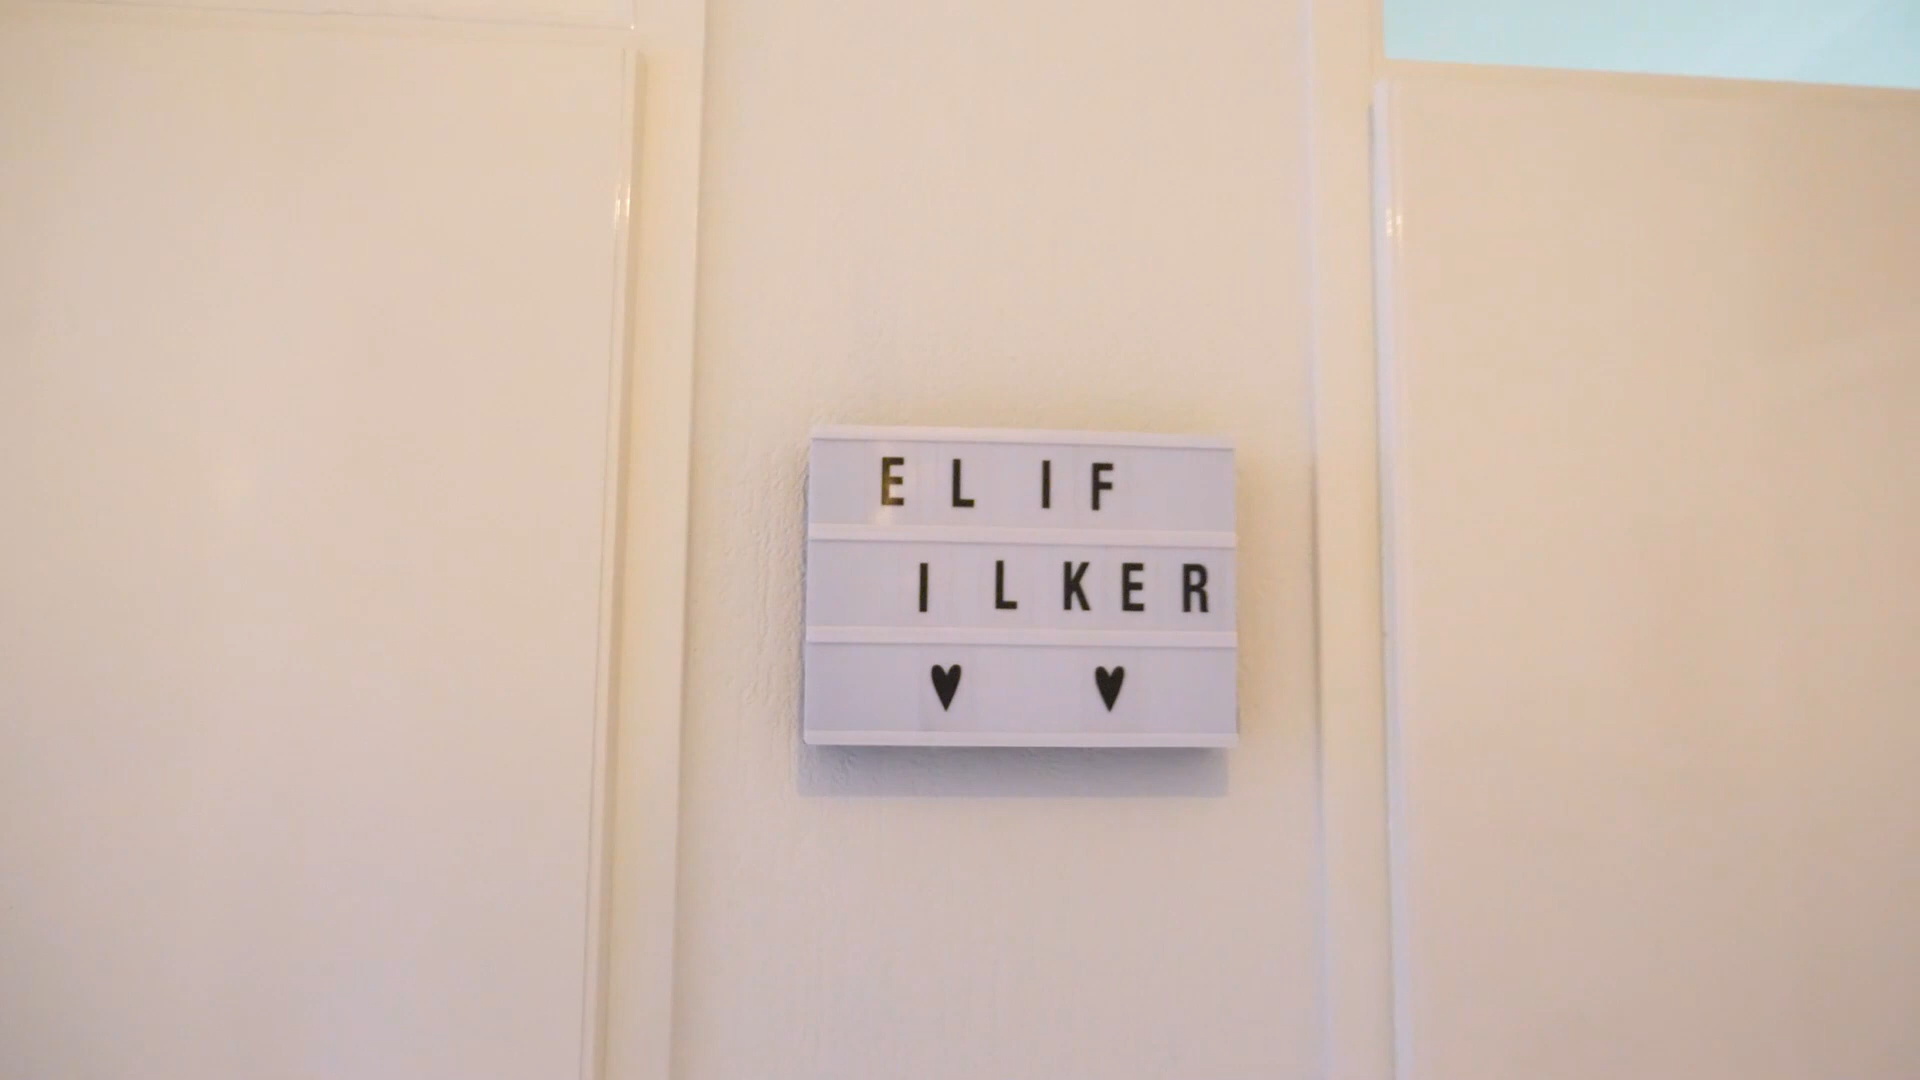 ELIF
ILKER
♥ ♥